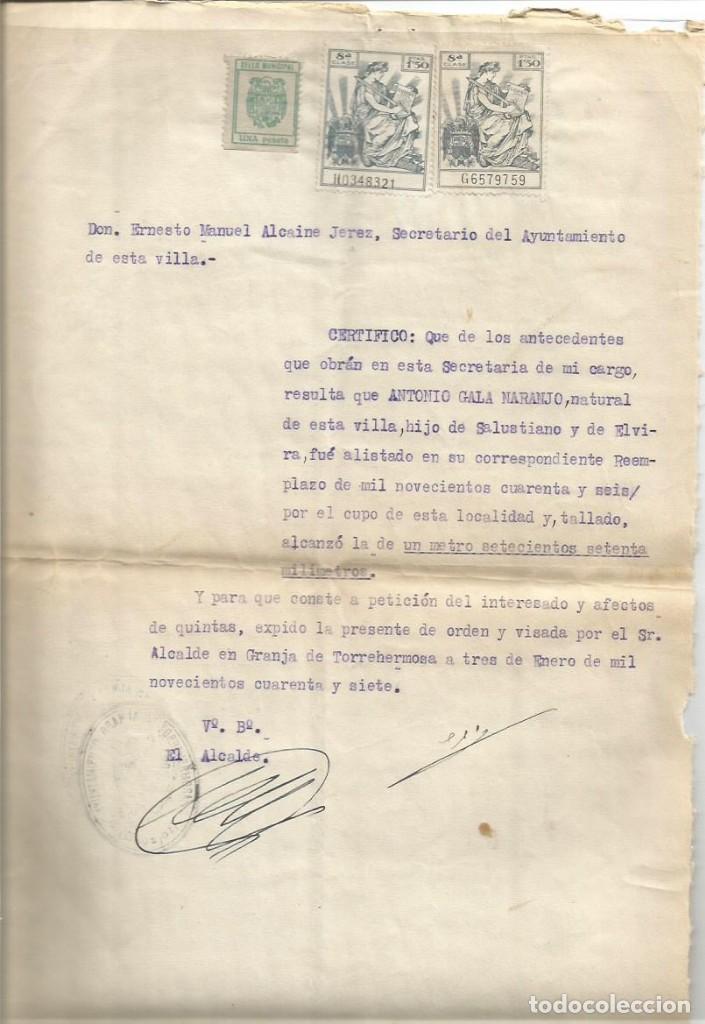 SELLO MUNICIPAL
UNA peseta
8ª CLASE
PTAS. 1'50
H0348321
8ª CLASE
PTAS. 1'50
G6579759
Don. Ernesto Manuel Alcaine Jerez, Secretario del Ayuntamiento
de esta villa.-
CERTIFICO: Que de los antecedentes
que obrán en esta Secretaria de mi cargo,
resulta que ANTONIO GALA NARANJO,natural
de esta villa,hijo de Salustiano y de Elvi-
ra,fué alistado en su correspondiente Reem-
plazo de mil novecientos cuarenta y seis/
por el cupo de esta localidad y,tallado,
alcanzó la de un metro setecientos setenta
milimetros.
Y para que conste a petición del interesado y afectos
de quintas, expido la presente de orden y visada por el Sr.
Alcalde en Granja de Torrehermosa a tres de Enero de mil
novecientos cuarenta y siete.
Vº. Bº.
El Alcalde.
todocoleccion